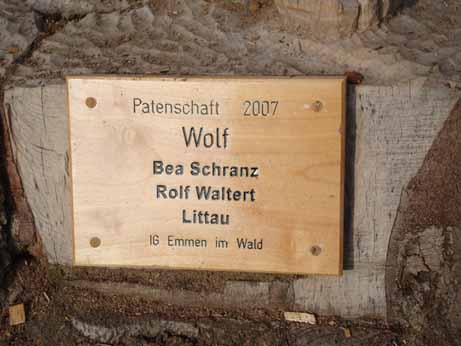 Patenschaft 2007
Wolf
Bea Schranz
Rolf Waltert
Littau
IG Emmen im Wald